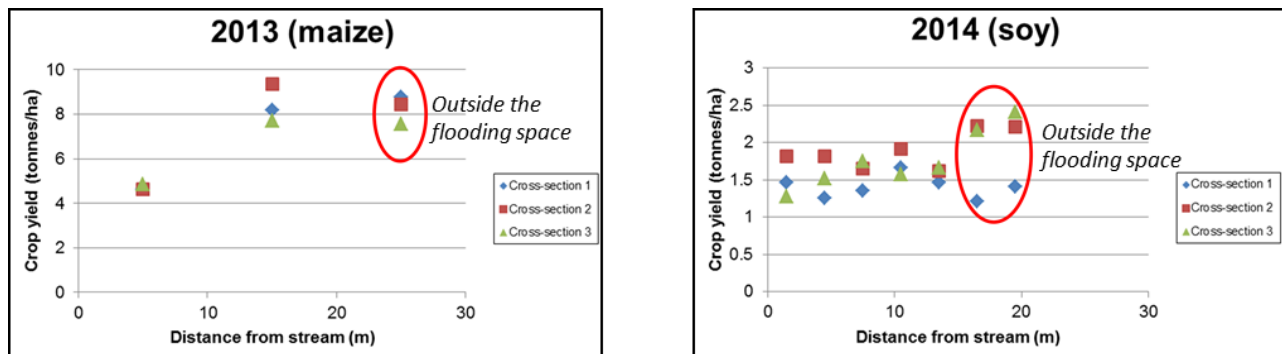 2013 (maize)
Crop yield (tonnes/ha)
10
8
6
4
2
0
0 10 20 30
Distance from stream (m)
Outside the
flooding space
Cross-section 1
Cross-section 2
Cross-section 3
2014 (soy)
Crop yield (tonnes/ha)
3
2.5
2
1.5
1
0.5
0
0 10 20 30
Distance from stream (m)
Outside the
flooding space
Cross-section 1
Cross-section 2
Cross-section 3